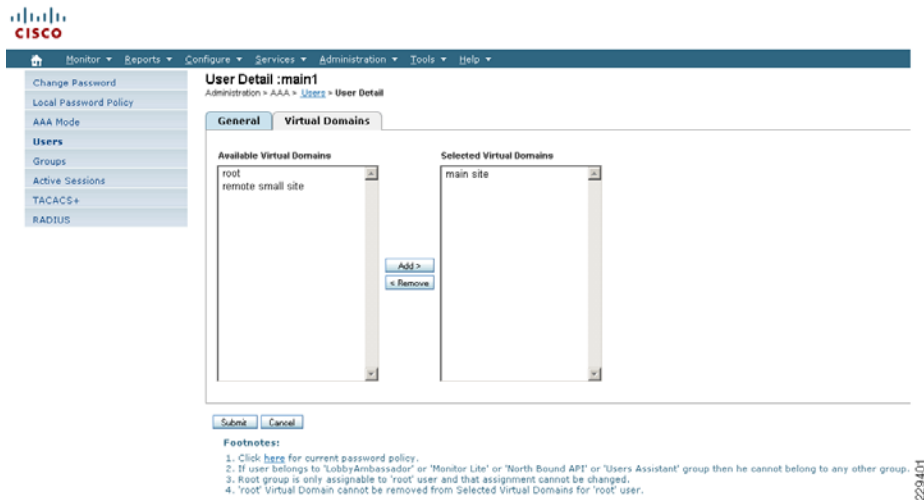 CISCO
Monitor Reports Configure Services Administration Tools Help
Change Password
Local Password Policy
AAA Mode
Users
Groups
Active Sessions
TACACS+
RADIUS
User Detail :main1
Administration > AAA > Users > User Detail
General Virtual Domains
Available Virtual Domains
root
remote small site
Add >
< Remove
Selected Virtual Domains
main site
Submit Cancel
Footnotes:
1. Click here for current password policy.
2. If user belongs to 'LobbyAmbassador' or 'Monitor Lite' or 'North Bound API' or 'Users Assistant' group then he cannot belong to any other group.
3. Root group is only assignable to 'root' user and that assignment cannot be changed.
4. 'root' Virtual Domain cannot be removed from Selected Virtual Domains for 'root' user.
229401